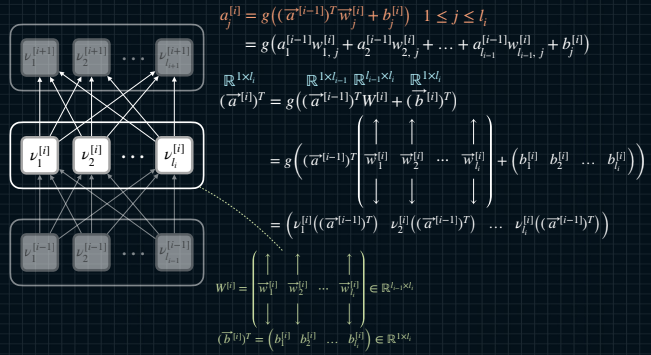 a_j^{[i]} = g((\vec{a}^{[i-1]})^T \vec{w}_j^{[i]} + b_j^{[i]}) 1 ≤ j ≤ l_i
= g(a_1^{[i-1]} w_{1,j}^{[i]} + a_2^{[i-1]} w_{2,j}^{[i]} + … + a_{l_{i-1}}^{[i-1]} w_{l_{i-1},j}^{[i]} + b_j^{[i]})
ν_1^{[i+1]} ν_2^{[i+1]} ⋯ ν_{l_{i+1}}^{[i+1]}
ℝ^{1×l_i} ℝ^{1×l_{i-1}} ℝ^{l_{i-1}×l_i} ℝ^{1×l_i}
(\vec{a}^{[i]})^T = g((\vec{a}^{[i-1]})^T W^{[i]} + (\vec{b}^{[i]})^T)
ν_1^{[i]} ν_2^{[i]} ⋯ ν_{l_i}^{[i]}
= g((\vec{a}^{[i-1]})^T (↑ ↑ ↑
\vec{w}_1^{[i]} \vec{w}_2^{[i]} ⋯ \vec{w}_{l_i}^{[i]}
↓ ↓ ↓) + (b_1^{[i]} b_2^{[i]} … b_{l_i}^{[i]}))
= (ν_1^{[i]}((\vec{a}^{[i-1]})^T) ν_2^{[i]}((\vec{a}^{[i-1]})^T) … ν_{l_i}^{[i]}((\vec{a}^{[i-1]})^T))
ν_1^{[i-1]} ν_2^{[i-1]} ⋯ ν_{l_{i-1}}^{[i-1]}
W^{[i]} = (↑ ↑ ↑
\vec{w}_1^{[i]} \vec{w}_2^{[i]} ⋯ \vec{w}_{l_i}^{[i]}
↓ ↓ ↓) ∈ ℝ^{l_{i-1}×l_i}
(\vec{b}^{[i]})^T = (b_1^{[i]} b_2^{[i]} … b_{l_i}^{[i]}) ∈ ℝ^{1×l_i}